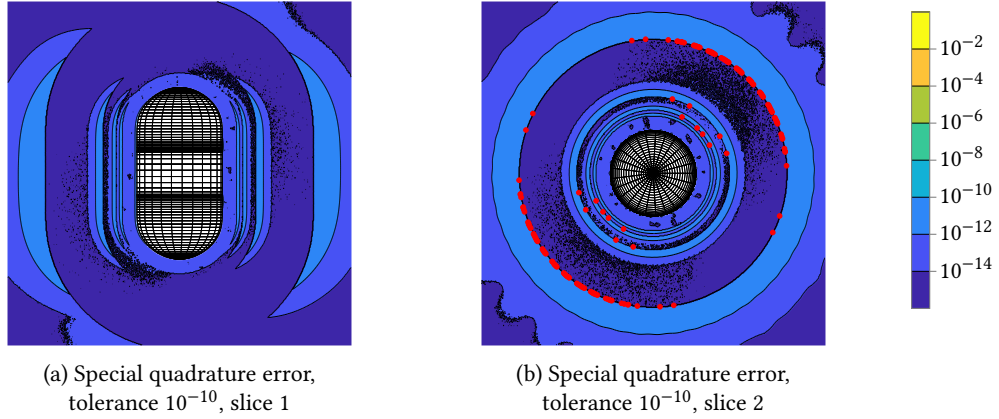 10⁻²
10⁻⁴
10⁻⁶
10⁻⁸
10⁻¹⁰
10⁻¹²
10⁻¹⁴
(a) Special quadrature error,
tolerance 10⁻¹⁰, slice 1
(b) Special quadrature error,
tolerance 10⁻¹⁰, slice 2